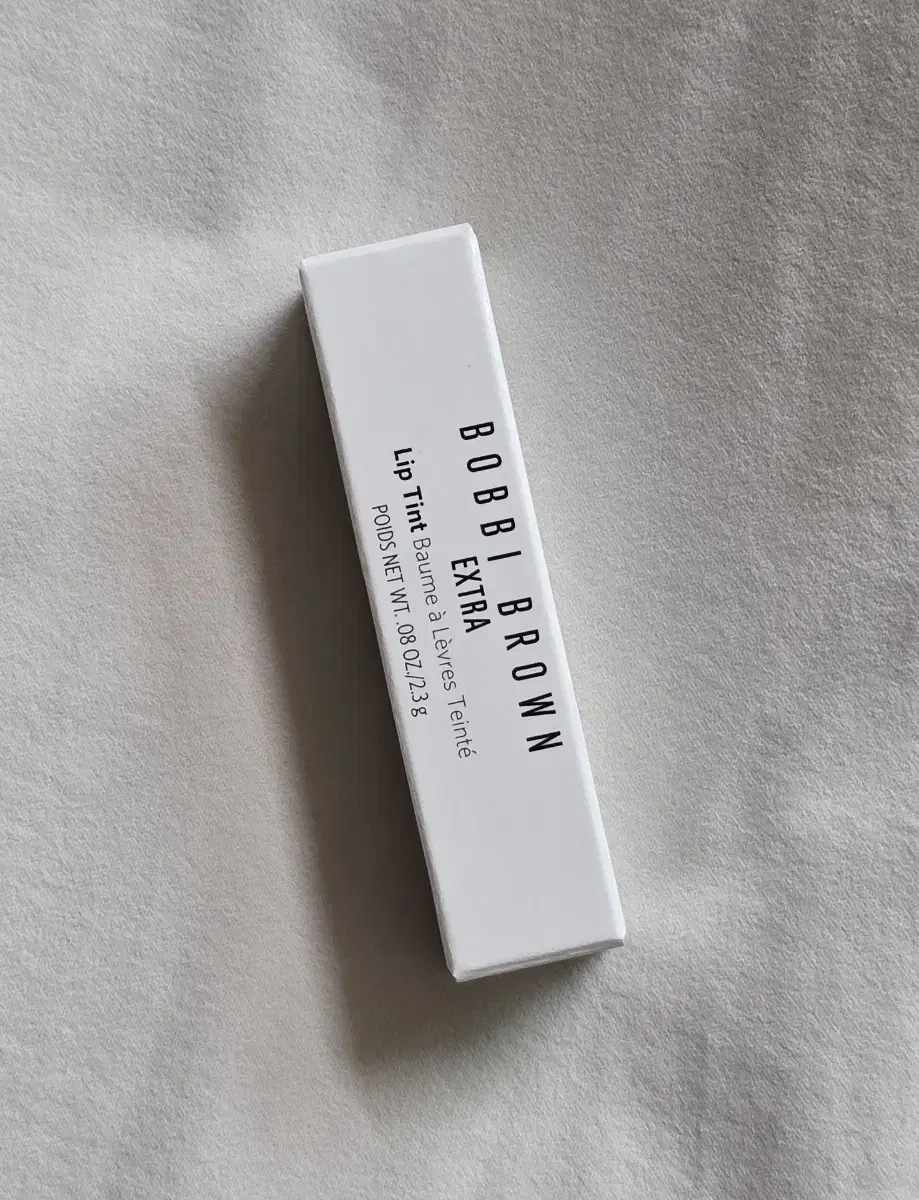 BOBBI BROWN
EXTRA
Lip Tint Baume à Lèvres Teinté
POIDS NET WT. .08 OZ./2.3 g